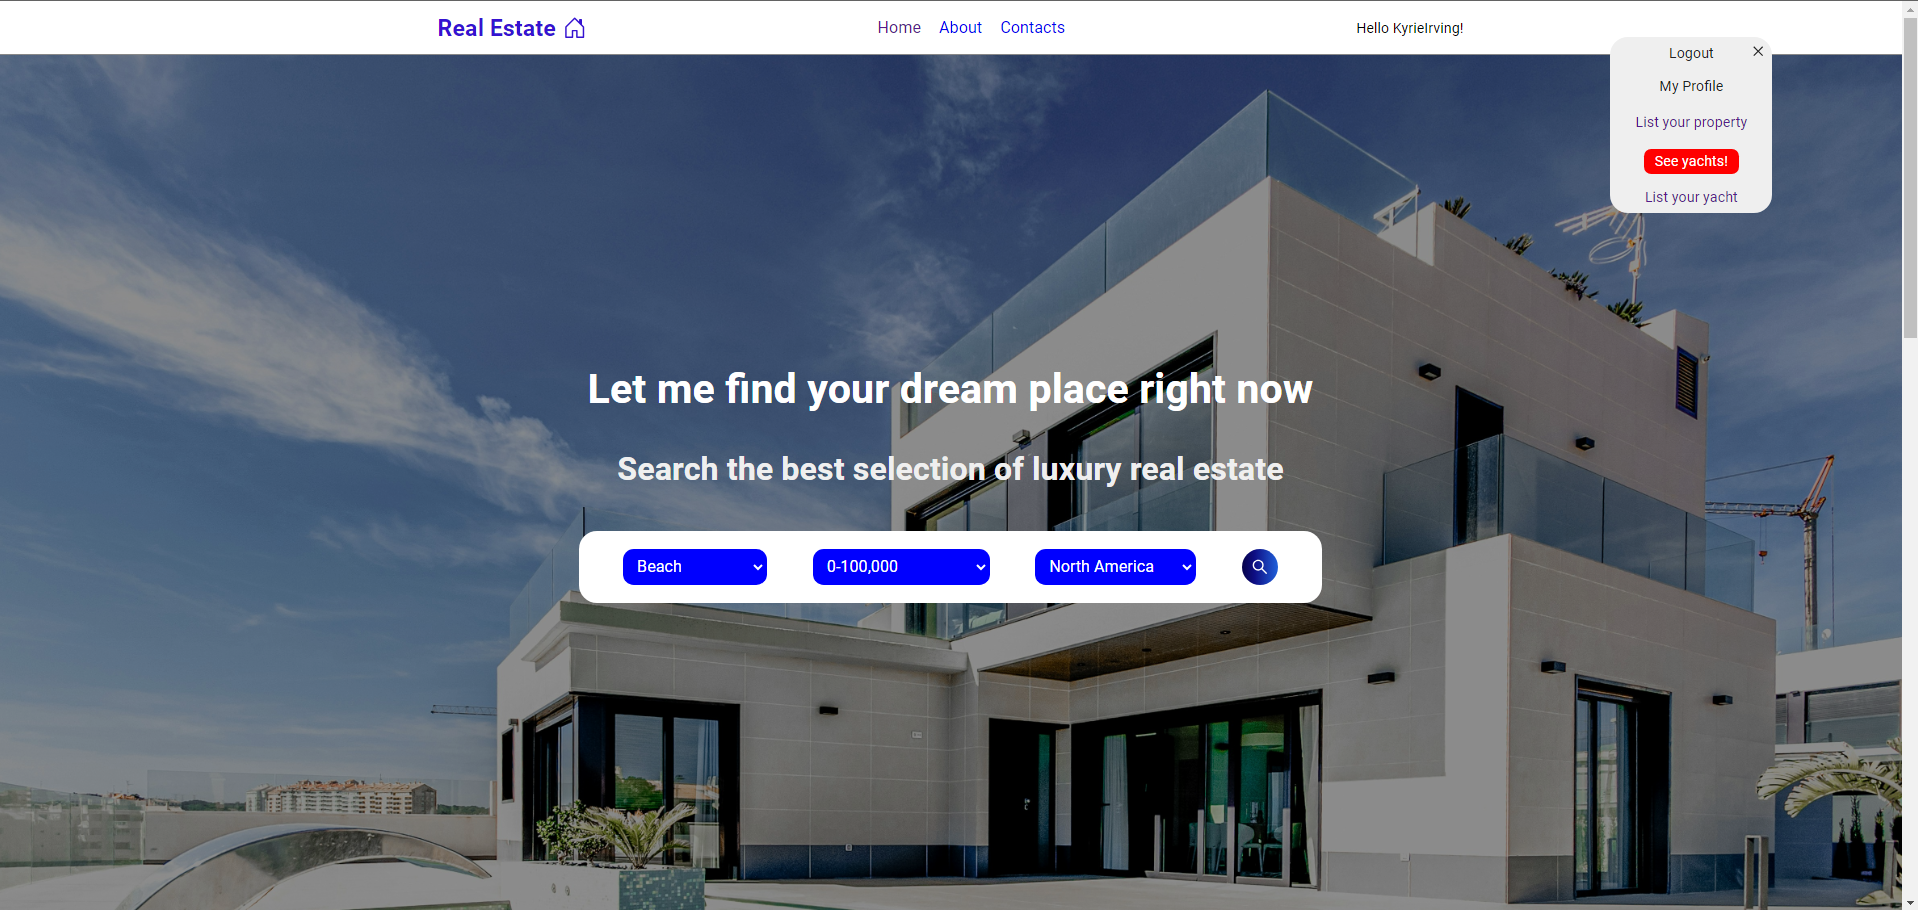 Real Estate
Home About Contacts
Hello KyrieIrving!
Logout
My Profile
List your property
See yachts!
List your yacht
Let me find your dream place right now
Search the best selection of luxury real estate
Beach 0-100,000 North America